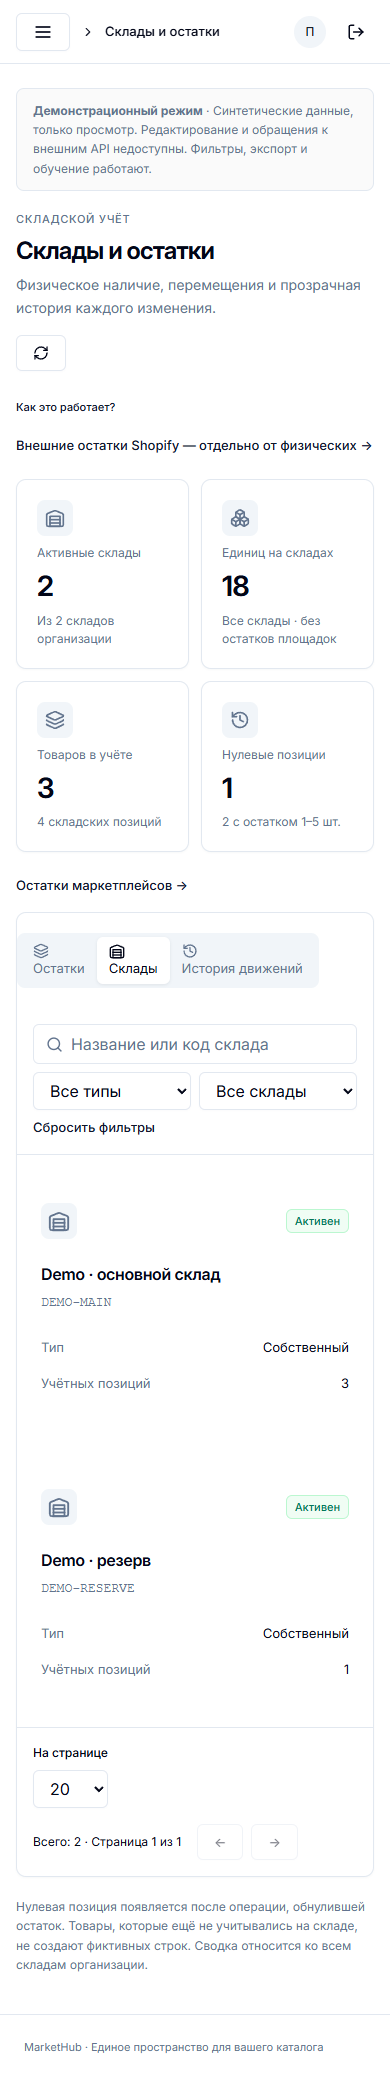 Склады и остатки
П
Демонстрационный режим · Синтетические данные,
только просмотр. Редактирование и обращения к
внешним API недоступны. Фильтры, экспорт и
обучение работают.
СКЛАДСКОЙ УЧЁТ
Склады и остатки
Физическое наличие, перемещения и прозрачная
история каждого изменения.
Как это работает?
Внешние остатки Shopify — отдельно от физических →
Активные склады
2
Из 2 складов
организации
Единиц на складах
18
Все склады · без
остатков площадок
Товаров в учёте
3
4 складских позиций
Нулевые позиции
1
2 с остатком 1–5 шт.
Остатки маркетплейсов →
Остатки
Склады
История движений
Название или код склада
Все типы
Все склады
Сбросить фильтры
Активен
Demo · основной склад
DEMO-MAIN
Тип
Собственный
Учётных позиций
3
Активен
Demo · резерв
DEMO-RESERVE
Тип
Собственный
Учётных позиций
1
На странице
20
Всего: 2 · Страница 1 из 1
←
→
Нулевая позиция появляется после операции, обнулившей
остаток. Товары, которые ещё не учитывались на складе,
не создают фиктивных строк. Сводка относится ко всем
складам организации.
MarketHub · Единое пространство для вашего каталога